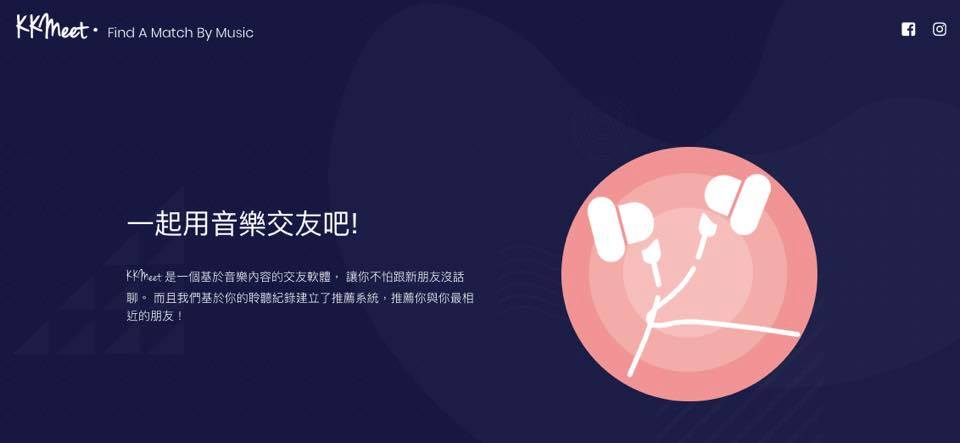 KKMeet • Find A Match By Music
一起用音樂交友吧!
KKMeet 是一個基於音樂內容的交友軟體， 讓你不怕跟新朋友沒話
聊。 而且我們基於你的聆聽紀錄建立了推薦系統，推薦你與你最相
近的朋友！